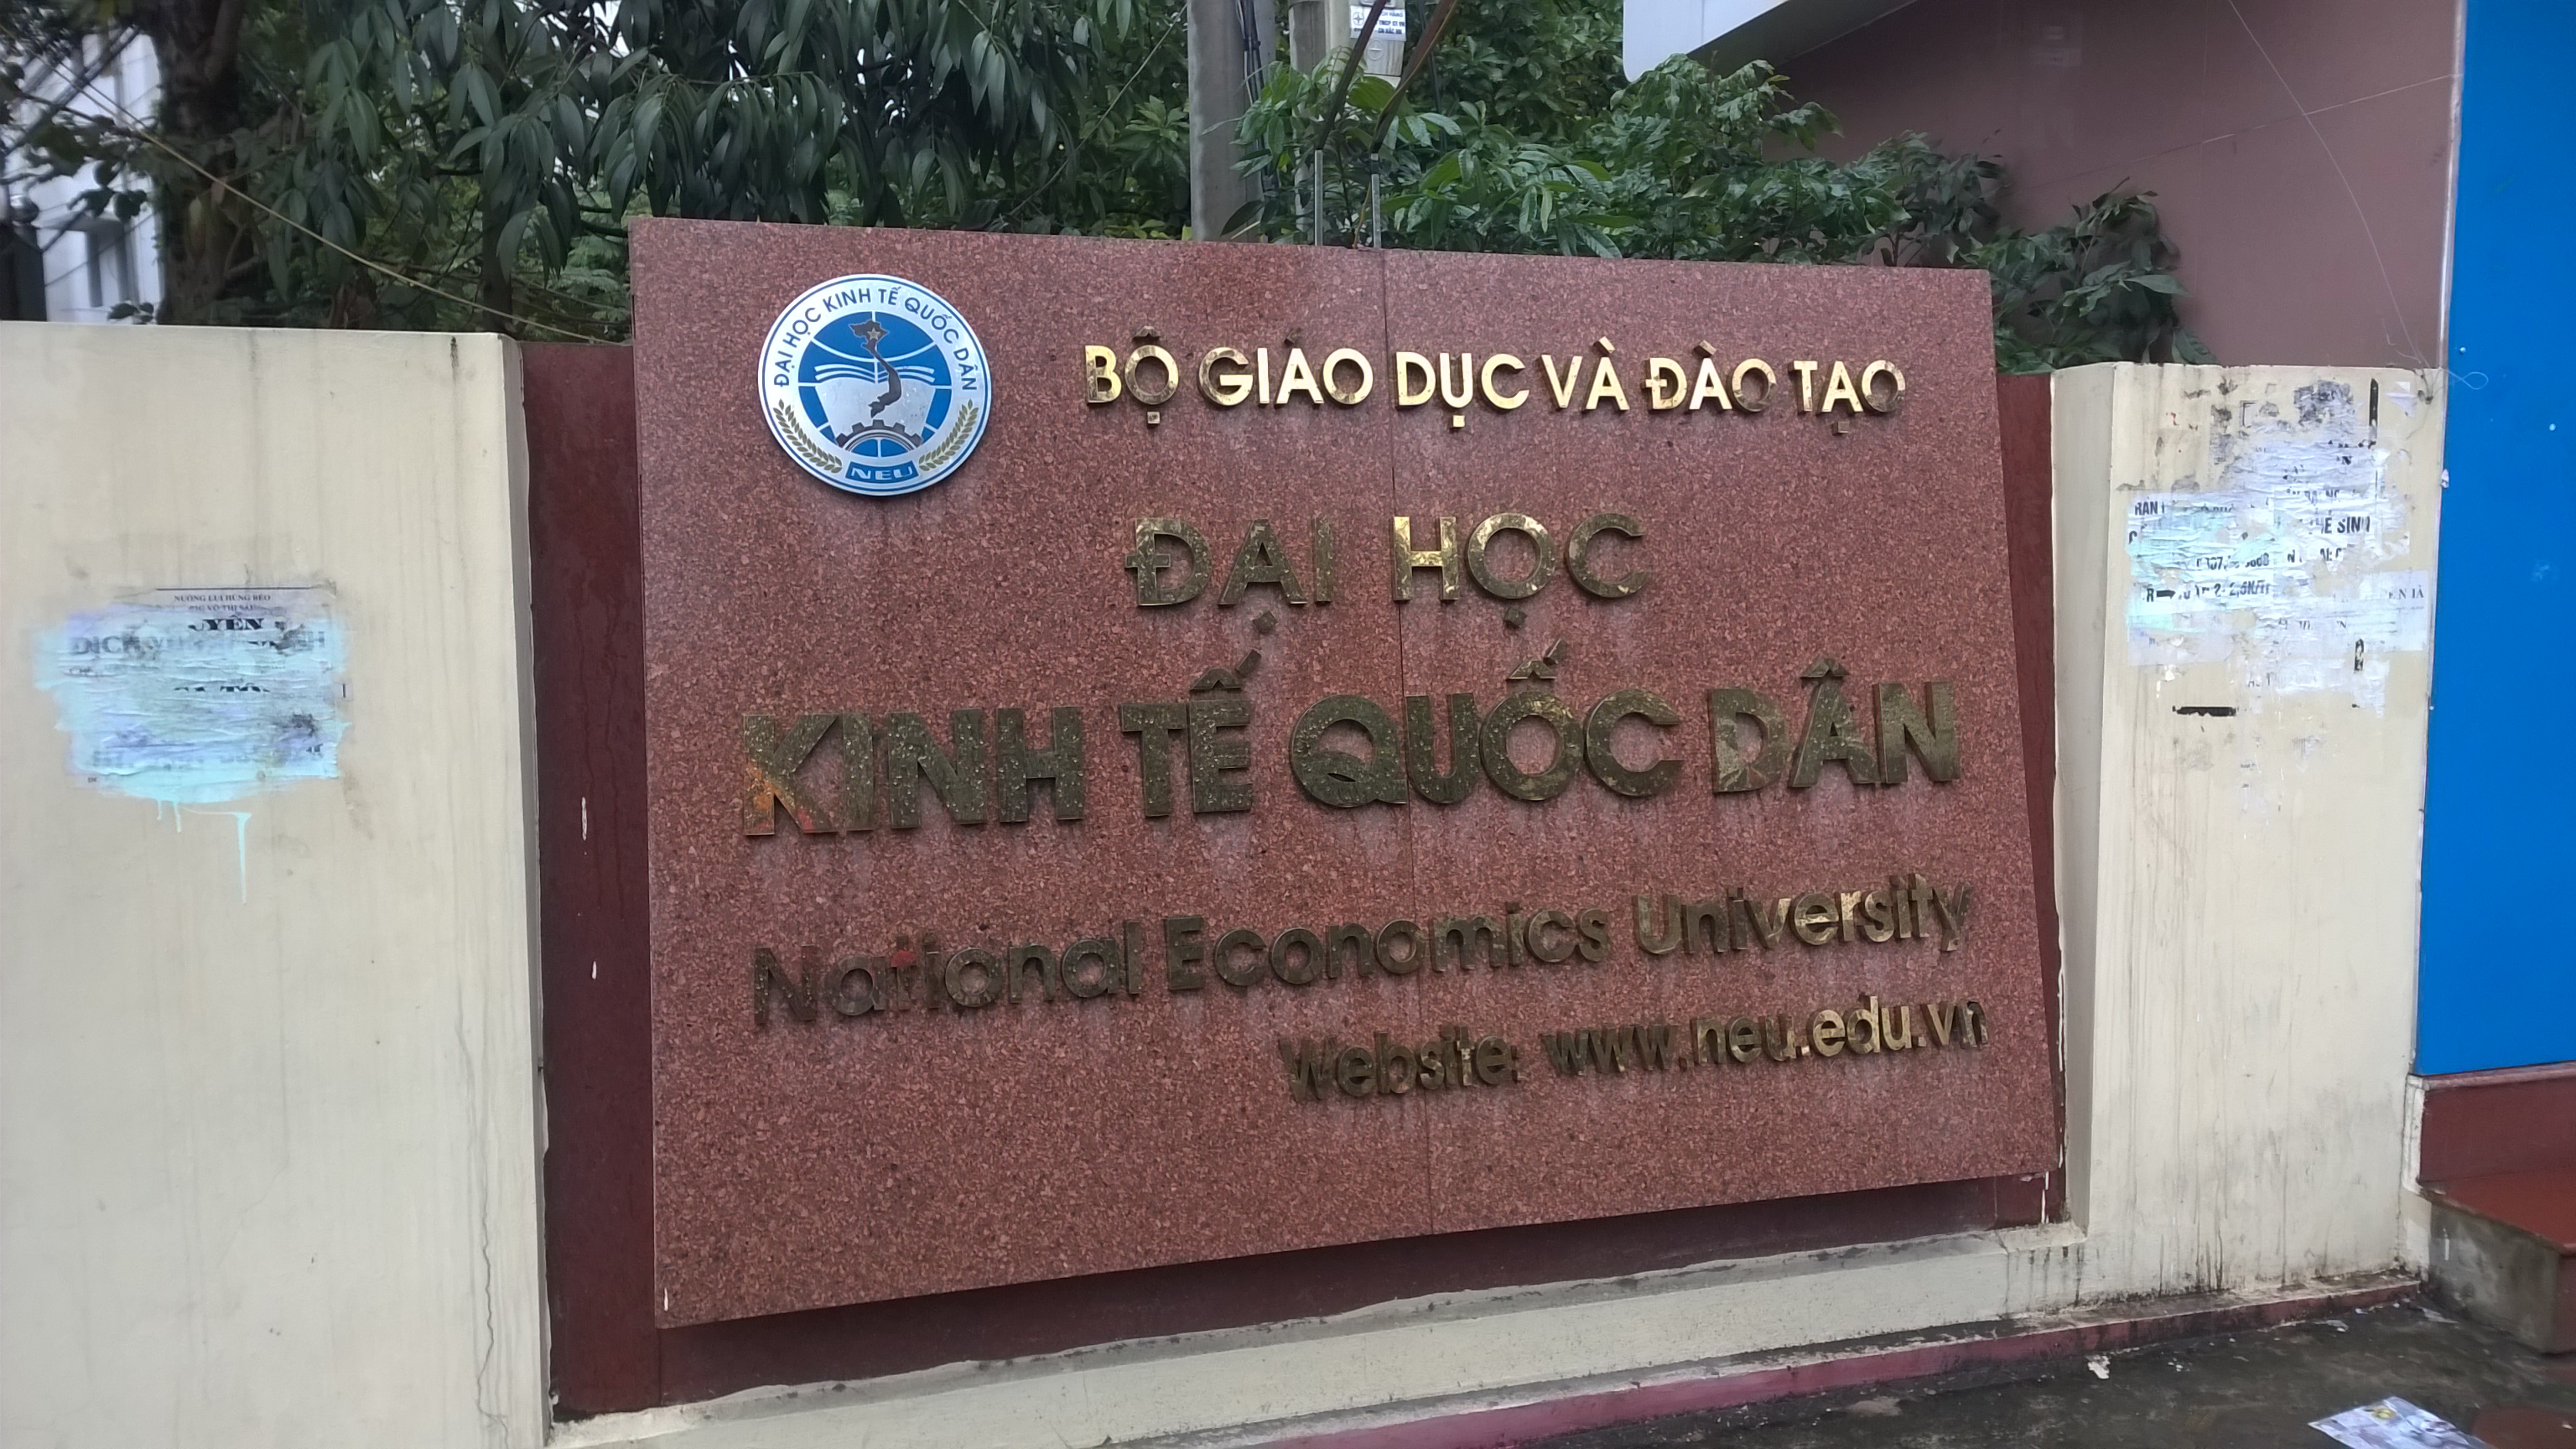 ĐẠI HỌC KINH TẾ QUỐC DÂN
NEU
BỘ GIÁO DỤC VÀ ĐÀO TẠO
ĐẠI HỌC
KINH TẾ QUỐC DÂN
National Economics University
Website: www.neu.edu.vn